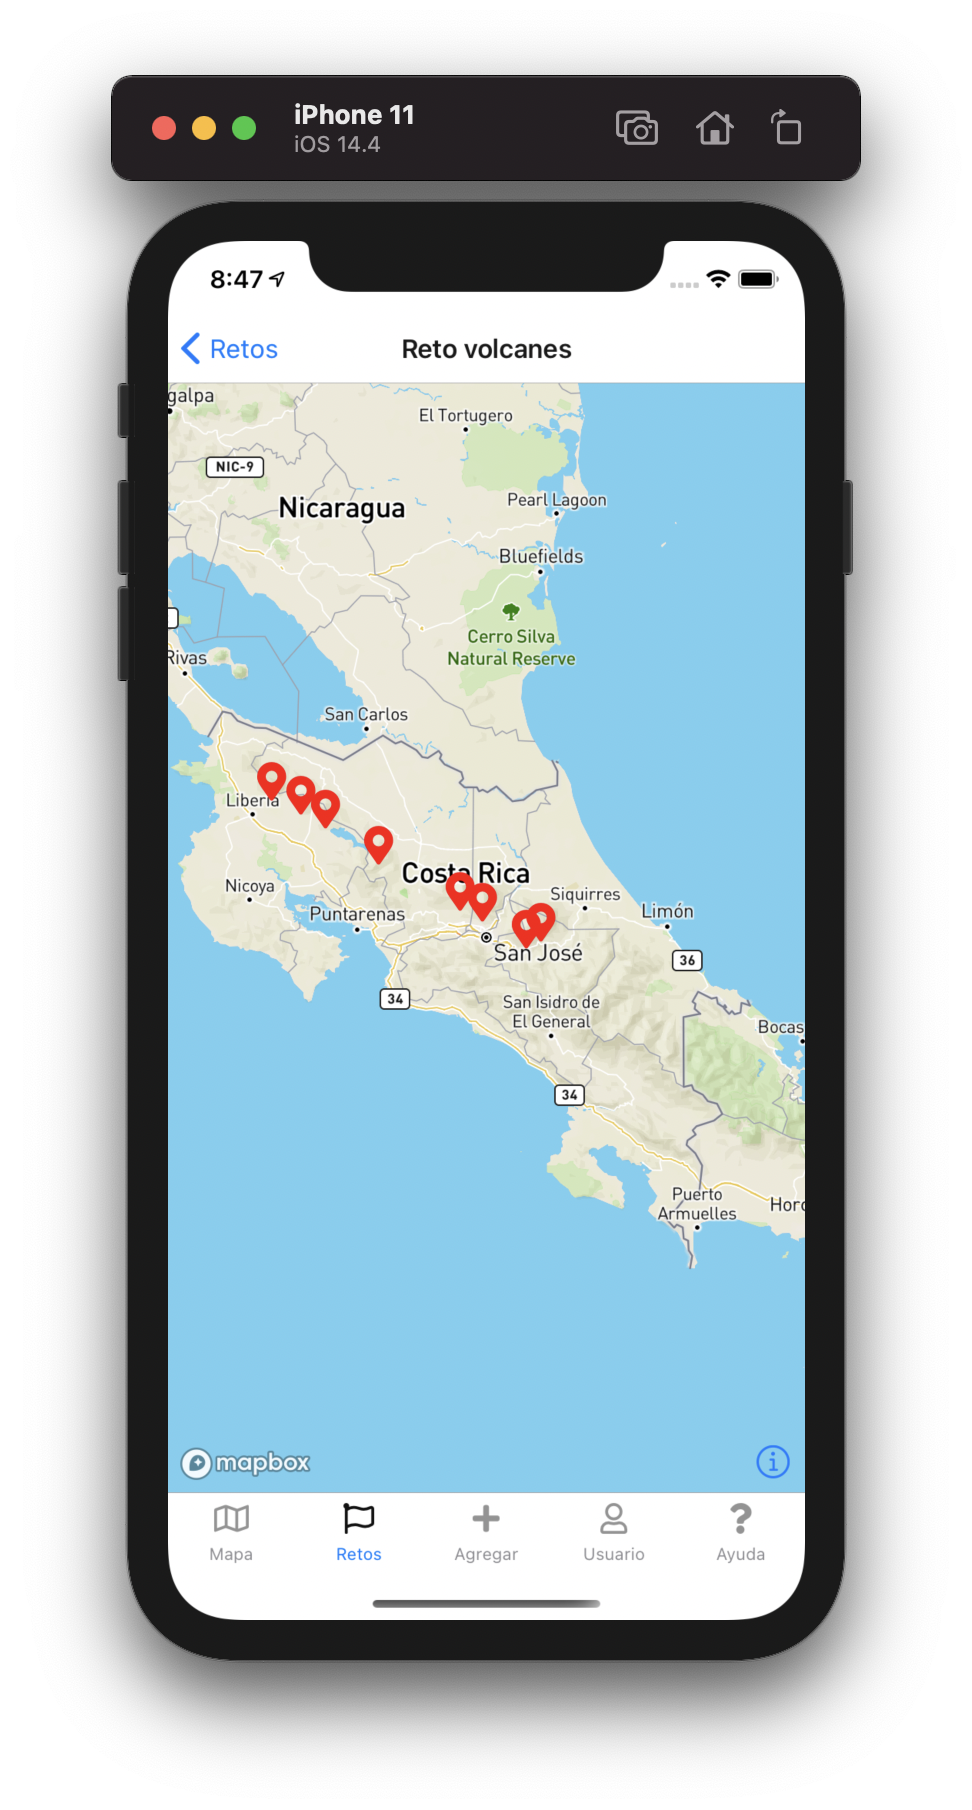 iPhone 11
iOS 14.4
8:47
Retos
Reto volcanes
galpa
El Tortugero
NIC-9
Nicaragua
Pearl Lagoon
Bluefields
Cerro Silva
Natural Reserve
Rivas
San Carlos
Liberia
Costa Rica
Nicoya
Siquirres
Puntarenas
Limón
San José
36
34
San Isidro de
El General
Bocas
34
Puerto
Armuelles
Horc
mapbox
Mapa
Retos
Agregar
Usuario
Ayuda